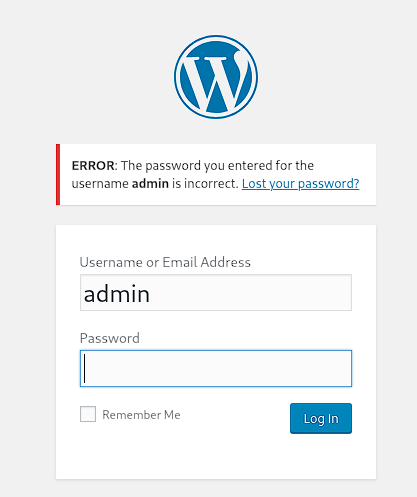 ERROR: The password you entered for the
username admin is incorrect. Lost your password?
Username or Email Address
admin
Password
Remember Me
Log In